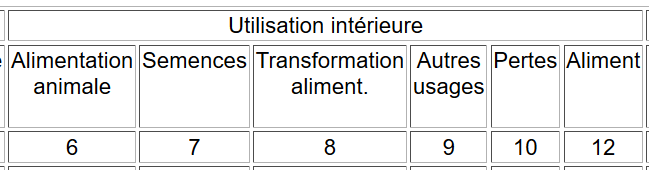 Utilisation intérieure
Alimentation animale Semences Transformation aliment. Autres usages Pertes Aliment
6 7 8 9 10 12